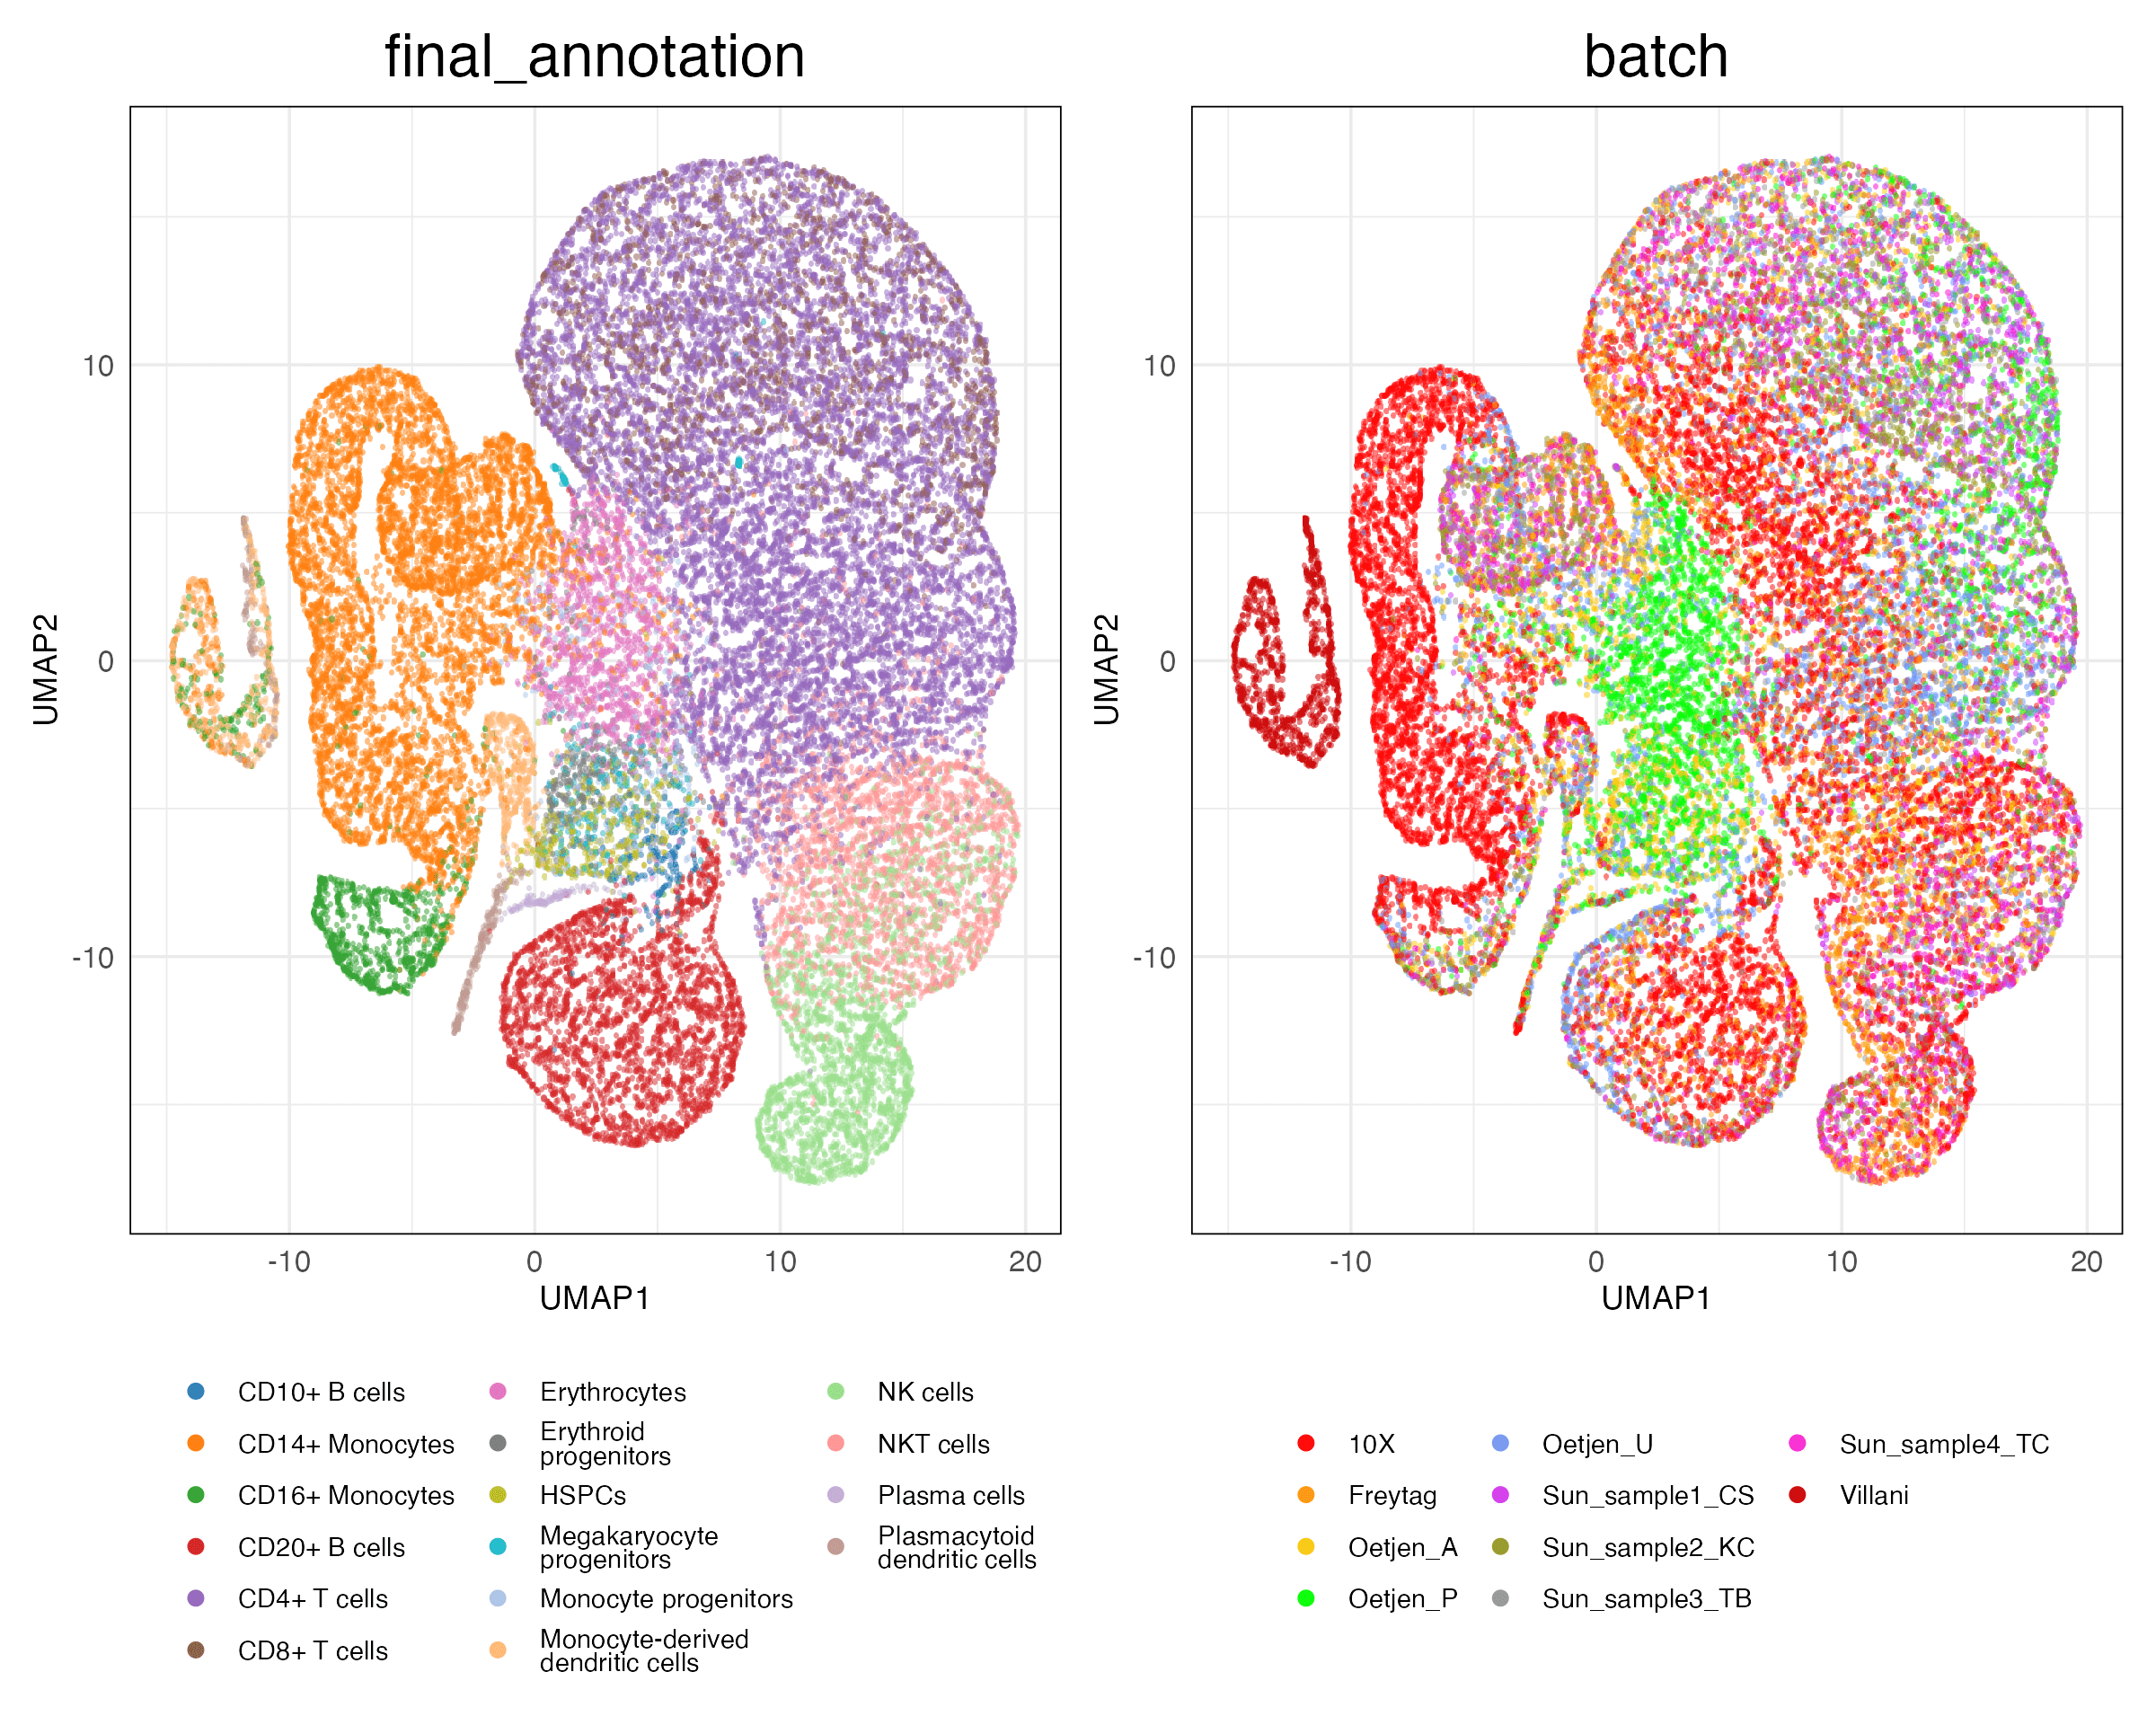 final_annotation
batch
UMAP2
10
0
-10
-10
0
10
20
UMAP1
UMAP2
10
0
-10
-10
0
10
20
UMAP1
CD10+ B cells
CD14+ Monocytes
CD16+ Monocytes
CD20+ B cells
CD4+ T cells
CD8+ T cells
Erythrocytes
Erythroid
progenitors
HSPCs
Megakaryocyte
progenitors
Monocyte progenitors
Monocyte-derived
dendritic cells
NK cells
NKT cells
Plasma cells
Plasmacytoid
dendritic cells
10X
Freytag
Oetjen_A
Oetjen_P
Oetjen_U
Sun_sample1_CS
Sun_sample2_KC
Sun_sample3_TB
Sun_sample4_TC
Villani